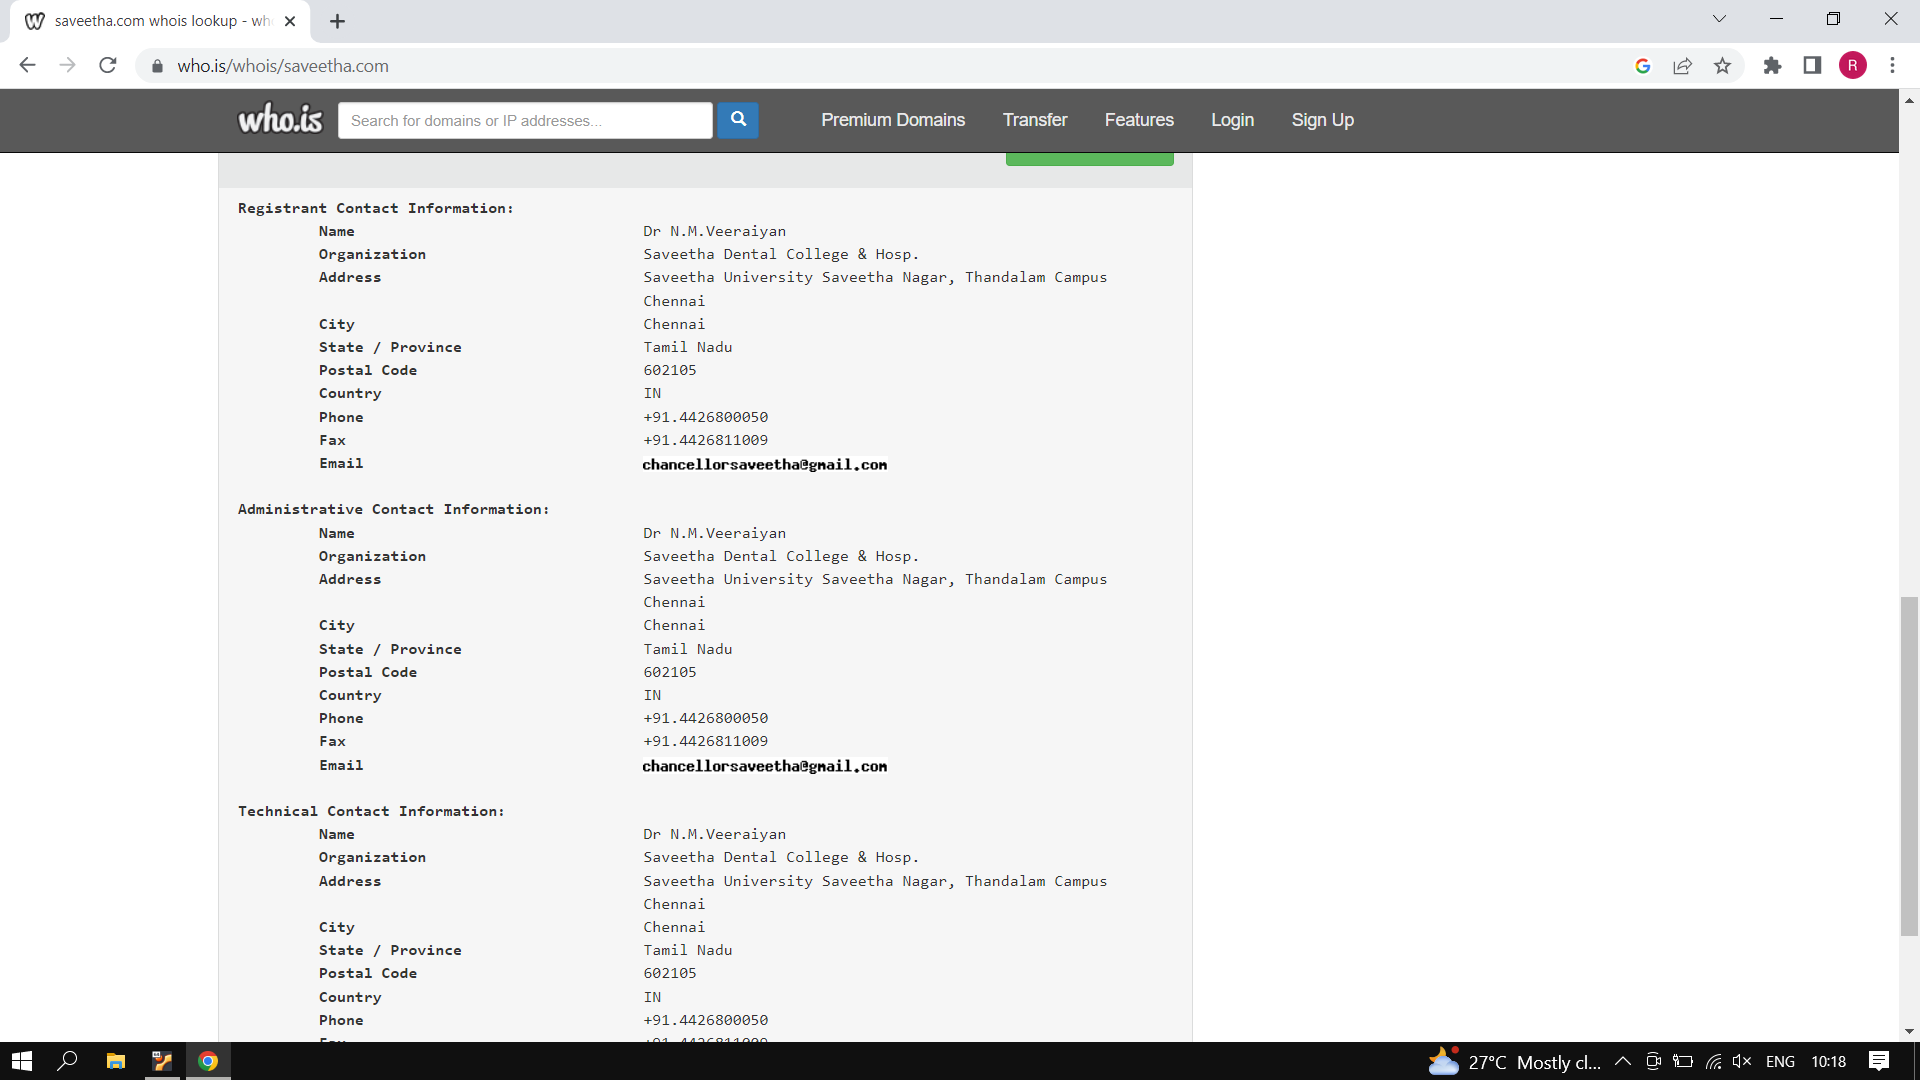 saveetha.com whois lookup - wh
who.is/whois/saveetha.com
R
who.is
Search for domains or IP addresses...
Premium Domains
Transfer
Features
Login
Sign Up
Registrant Contact Information:
Name Dr N.M.Veeraiyan
Organization Saveetha Dental College & Hosp.
Address Saveetha University Saveetha Nagar, Thandalam Campus
Chennai
City Chennai
State / Province Tamil Nadu
Postal Code 602105
Country IN
Phone +91.4426800050
Fax +91.4426811009
Email chancellorsaveetha@gmail.com
Administrative Contact Information:
Name Dr N.M.Veeraiyan
Organization Saveetha Dental College & Hosp.
Address Saveetha University Saveetha Nagar, Thandalam Campus
Chennai
City Chennai
State / Province Tamil Nadu
Postal Code 602105
Country IN
Phone +91.4426800050
Fax +91.4426811009
Email chancellorsaveetha@gmail.com
Technical Contact Information:
Name Dr N.M.Veeraiyan
Organization Saveetha Dental College & Hosp.
Address Saveetha University Saveetha Nagar, Thandalam Campus
Chennai
City Chennai
State / Province Tamil Nadu
Postal Code 602105
Country IN
Phone +91.4426800050
Fax +91.4426811009
27°C Mostly cl...
ENG
10:18